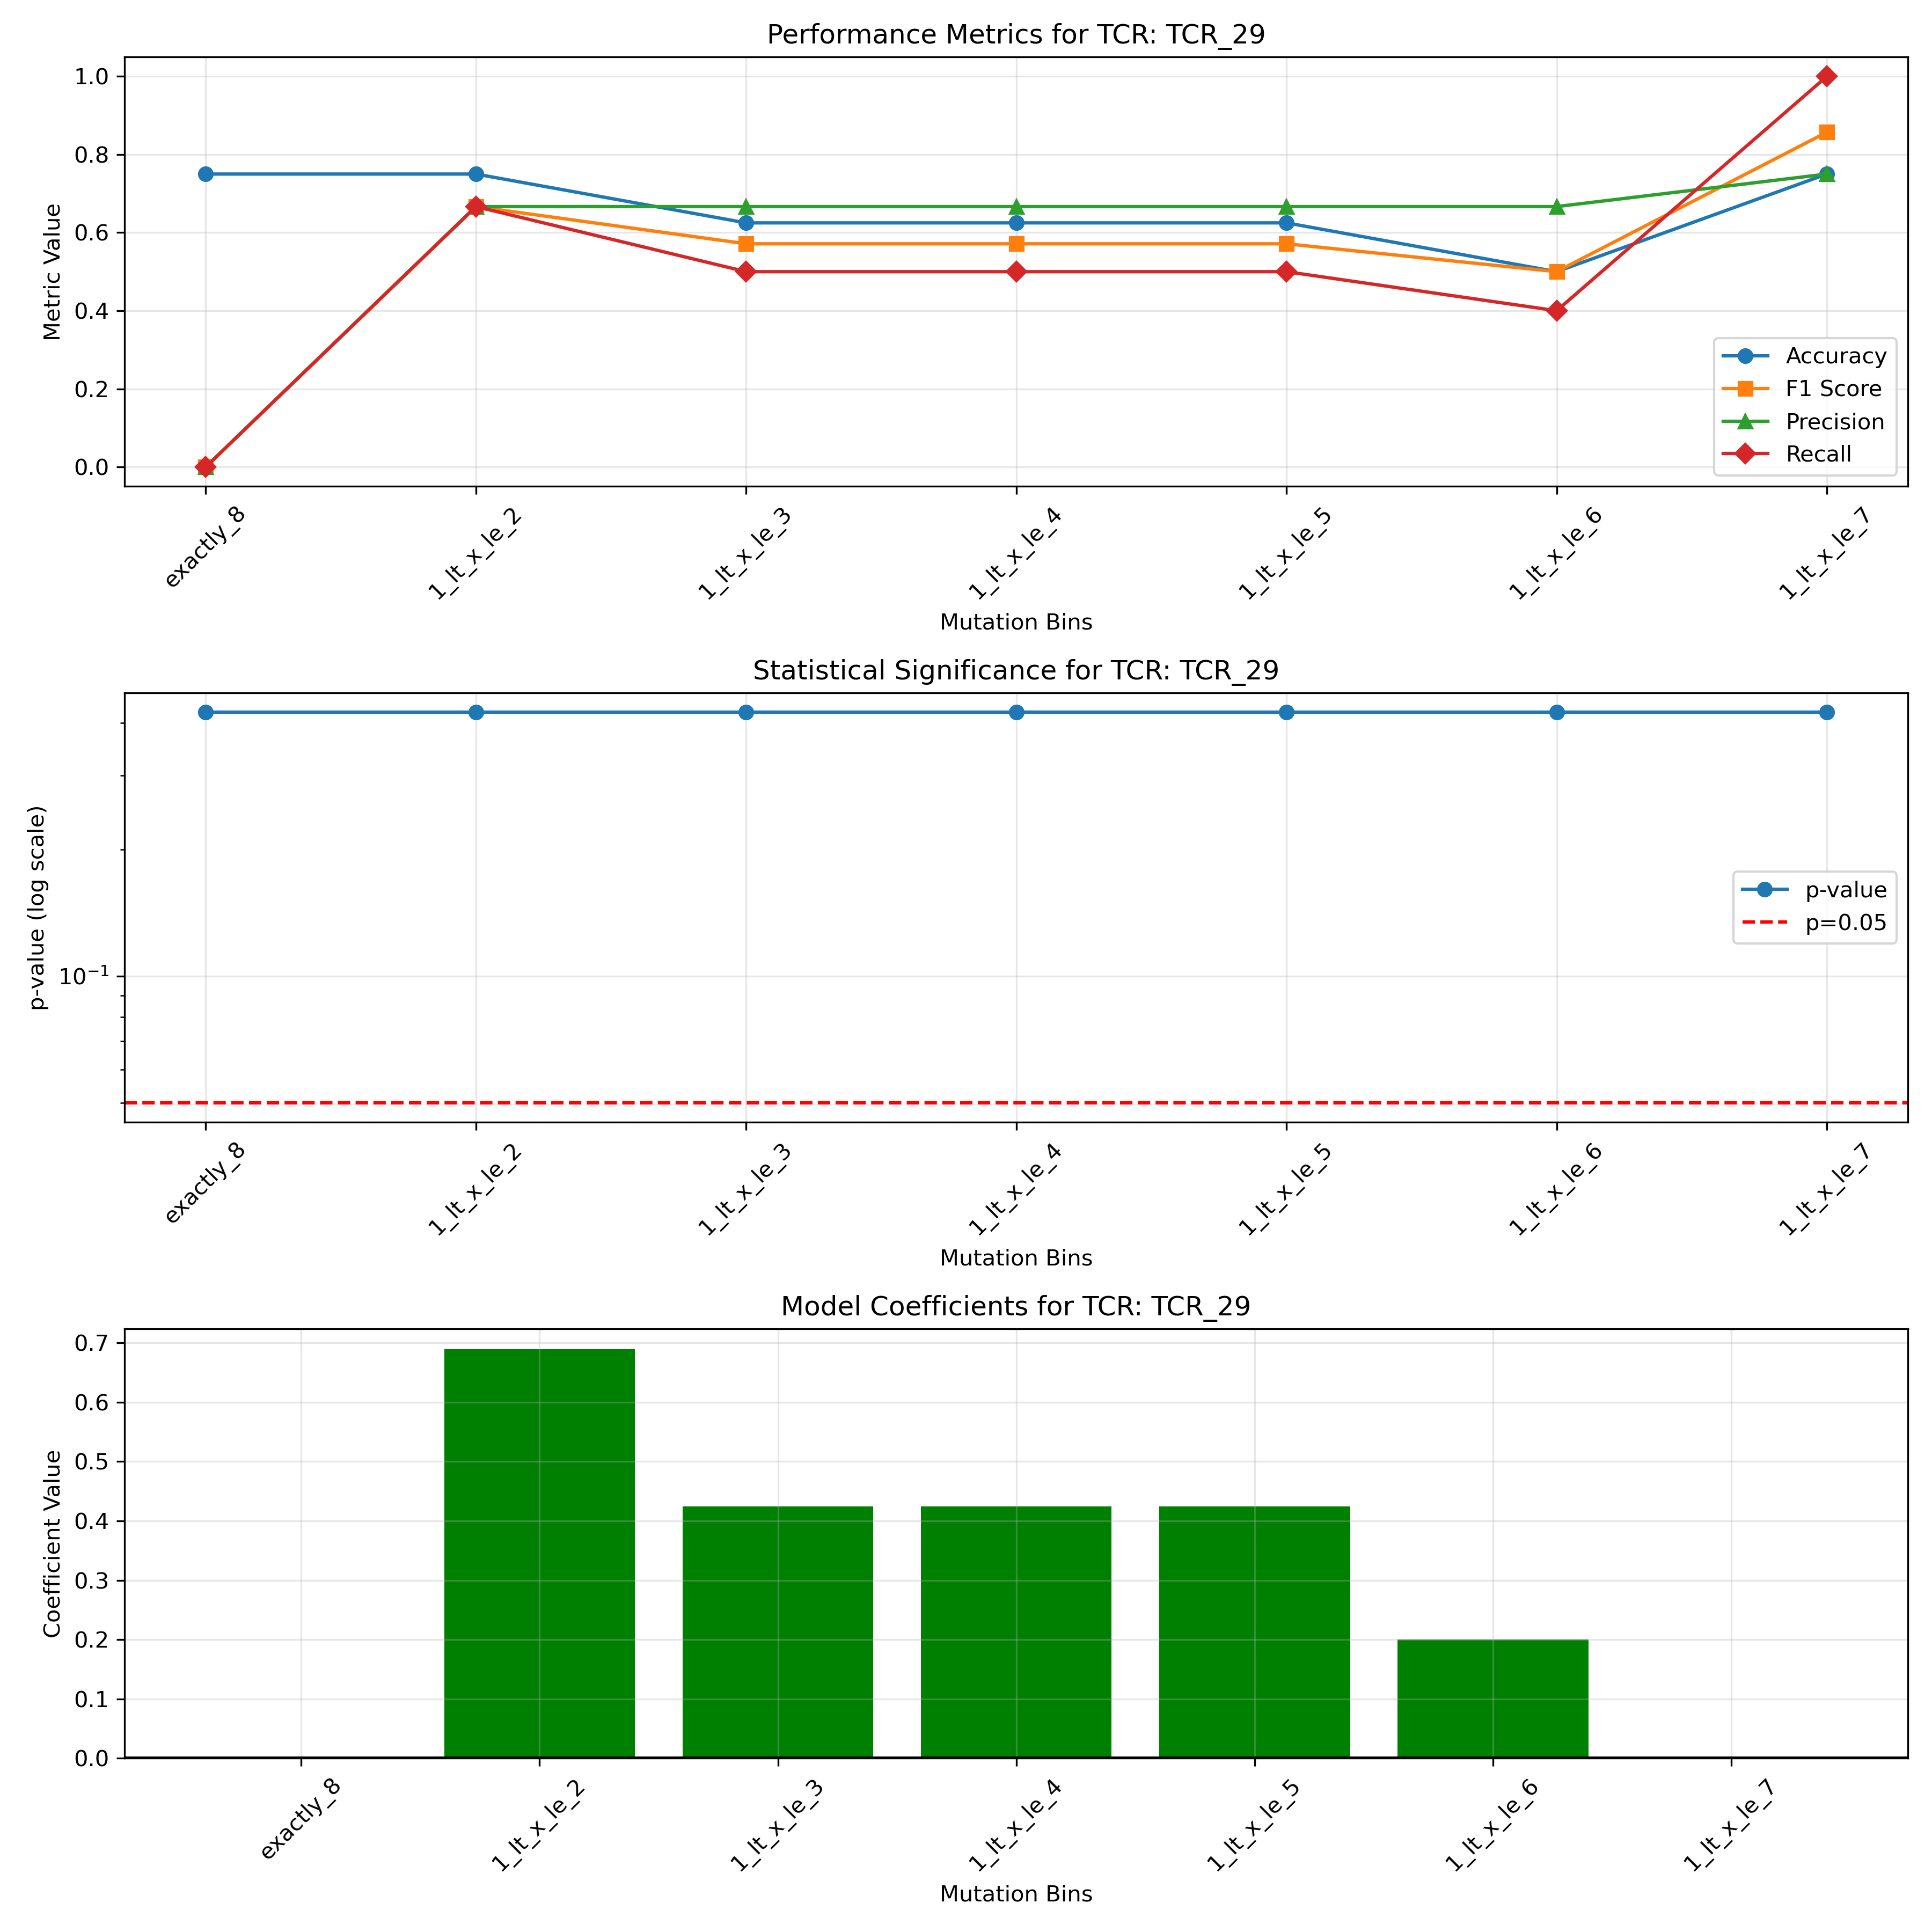 Performance Metrics for TCR: TCR_29
Metric Value
1.0
0.8
0.6
0.4
0.2
0.0
Accuracy
F1 Score
Precision
Recall
exactly_8
1_lt_x_le_2
1_lt_x_le_3
1_lt_x_le_4
1_lt_x_le_5
1_lt_x_le_6
1_lt_x_le_7
Mutation Bins
Statistical Significance for TCR: TCR_29
p-value (log scale)
10⁻¹
p-value
p=0.05
exactly_8
1_lt_x_le_2
1_lt_x_le_3
1_lt_x_le_4
1_lt_x_le_5
1_lt_x_le_6
1_lt_x_le_7
Mutation Bins
Model Coefficients for TCR: TCR_29
Coefficient Value
0.7
0.6
0.5
0.4
0.3
0.2
0.1
0.0
exactly_8
1_lt_x_le_2
1_lt_x_le_3
1_lt_x_le_4
1_lt_x_le_5
1_lt_x_le_6
1_lt_x_le_7
Mutation Bins